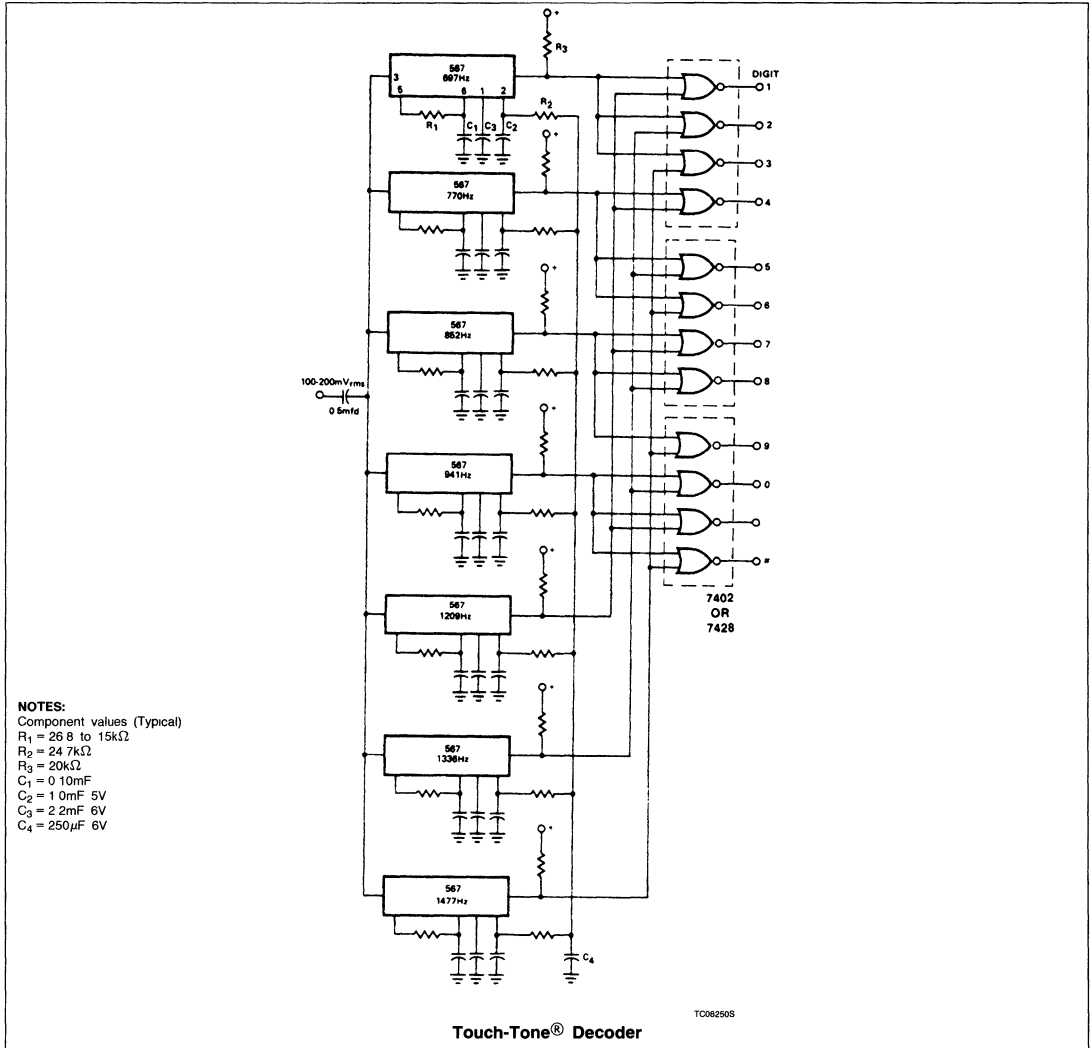 +
R3
567
697Hz
3
5
6
1
2
R1
C1
C3
C2
R2
+
567
770Hz
+
567
852Hz
100-200mVrms
0 5mfd
+
567
941Hz
+
567
1209Hz
+
567
1336Hz
+
567
1477Hz
C4
DIGIT
1
2
3
4
5
6
7
8
9
0
#
7402
OR
7428
NOTES:
Component values (Typical)
R1 = 26 8 to 15kΩ
R2 = 24 7kΩ
R3 = 20kΩ
C1 = 0 10mF
C2 = 1 0mF 5V
C3 = 2 2mF 6V
C4 = 250μF 6V
TC08250S
Touch-Tone® Decoder